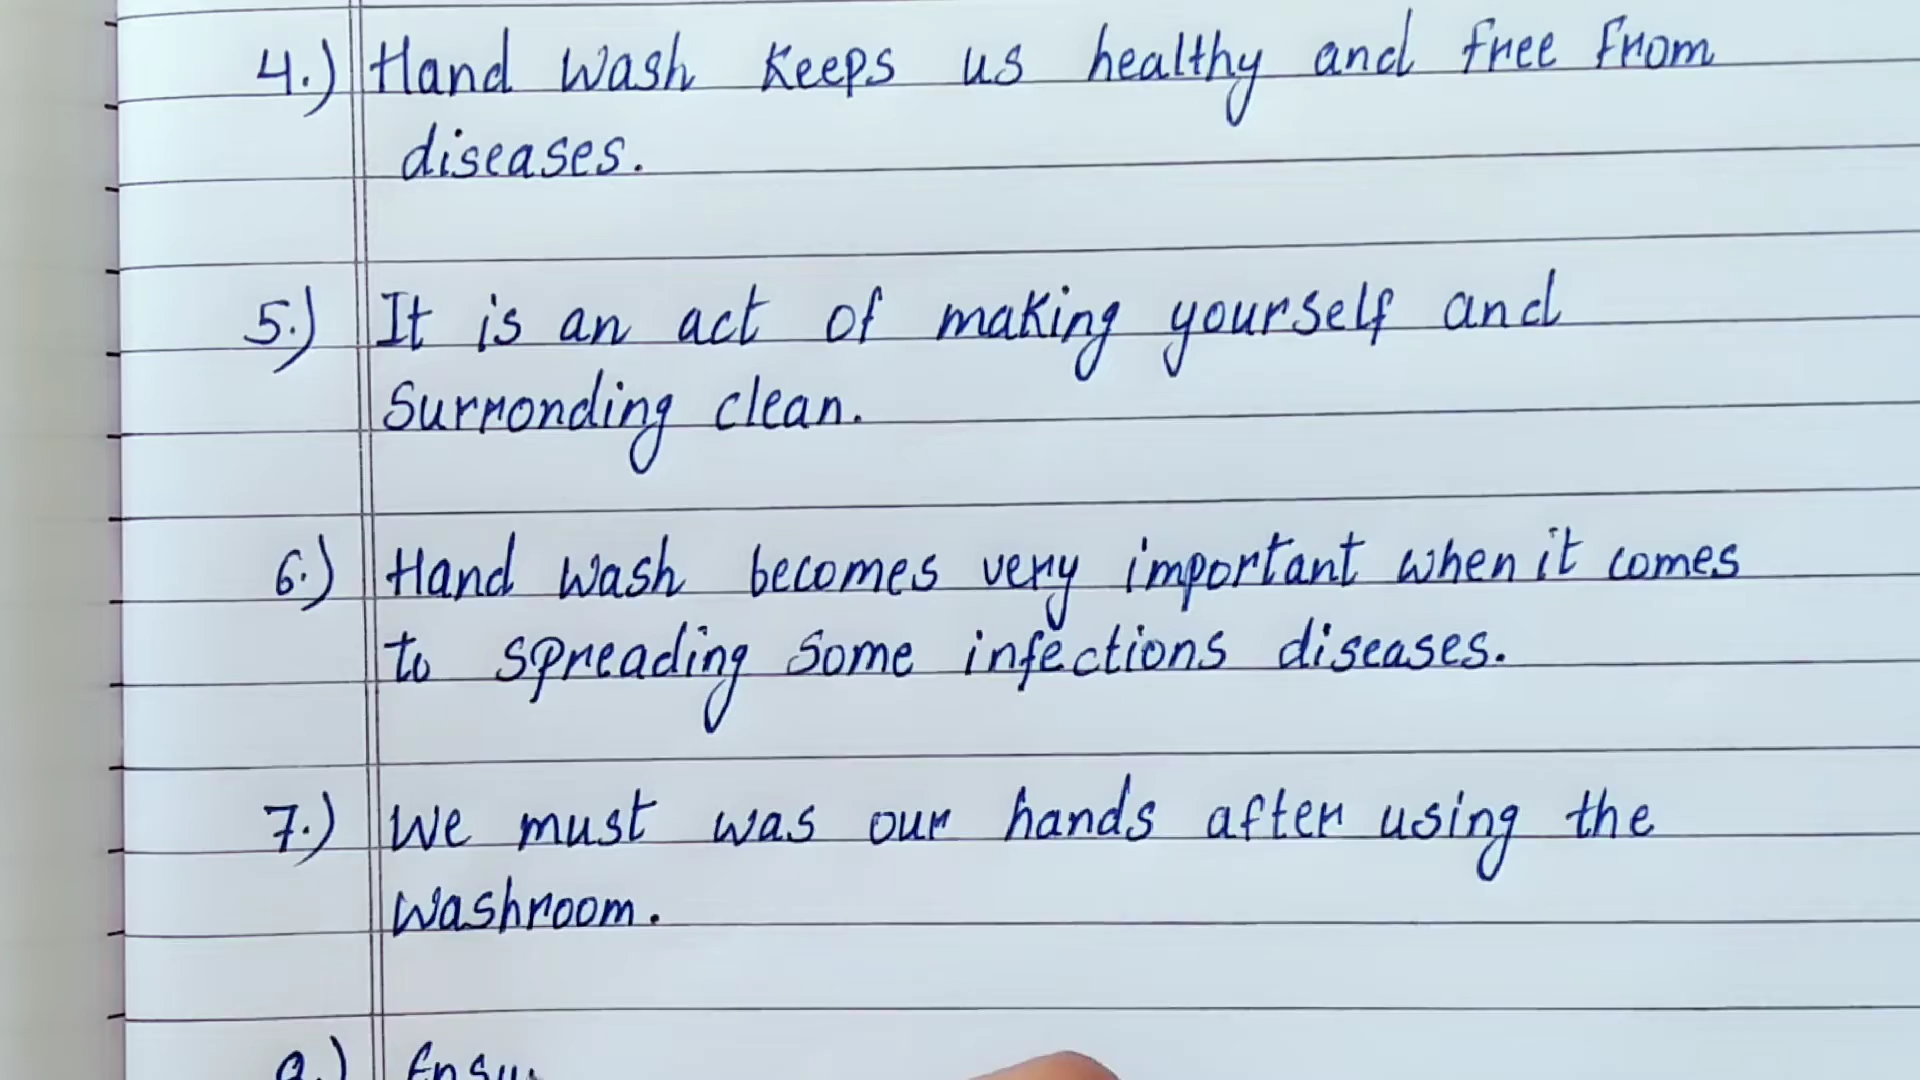 4.) Hand wash keeps us healthy and free from
diseases.
5.) It is an act of making yourself and
Surronding clean.
6.) Hand wash becomes very important when it comes
to spreading some infections diseases.
7.) We must was our hands after using the
washroom.